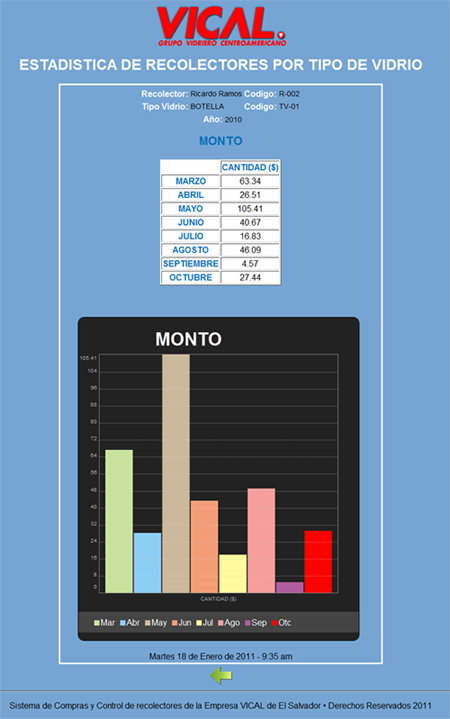 VICAL
GRUPO VIDRIERO CENTROAMERICANO
ESTADISTICA DE RECOLECTORES POR TIPO DE VIDRIO
Recolector: Ricardo Ramos Codigo: R-002
Tipo Vidrio: BOTELLA Codigo: TV-01
Año: 2010
MONTO
CANTIDAD ($)
MARZO 63.34
ABRIL 26.51
MAYO 105.41
JUNIO 40.67
JULIO 16.83
AGOSTO 46.09
SEPTIEMBRE 4.57
OCTUBRE 27.44
MONTO
105.41
104
96
88
80
72
64
56
48
40
32
24
16
8
0
CANTIDAD ($)
Mar Abr May Jun Jul Ago Sep Otc
Martes 18 de Enero de 2011 - 9:35 am
Sistema de Compras y Control de recolectores de la Empresa VICAL de El Salvador • Derechos Reservados 2011